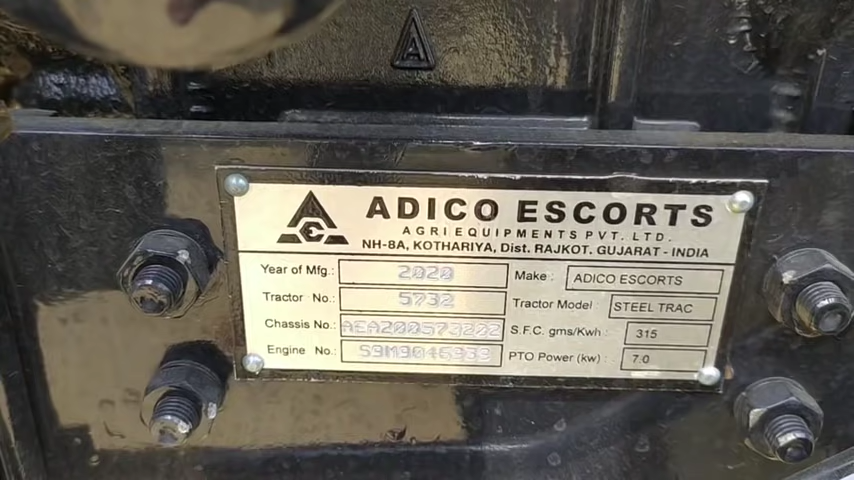 ADICO ESCORTS
AGRI EQUIPMENTS PVT. LTD.
NH-8A, KOTHARIYA, Dist. RAJKOT. GUJARAT - INDIA
Year of Mfg.: 2020
Make : ADICO ESCORTS
Tractor No.: 5732
Tractor Model : STEEL TRAC
Chassis No.: AEA200573202
S.F.C. gms/Kwh : 315
Engine No.:
PTO Power (kw) : 7.0